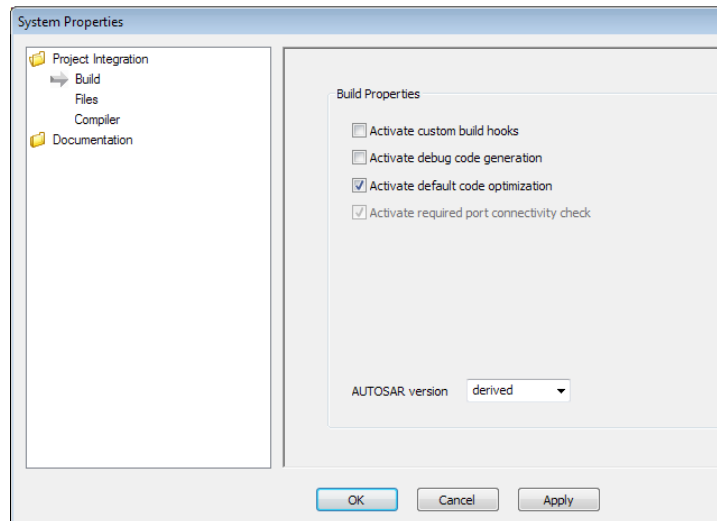 System Properties
Project Integration
Build
Files
Compiler
Documentation
Build Properties
Activate custom build hooks
Activate debug code generation
Activate default code optimization
Activate required port connectivity check
AUTOSAR version derived
OK Cancel Apply